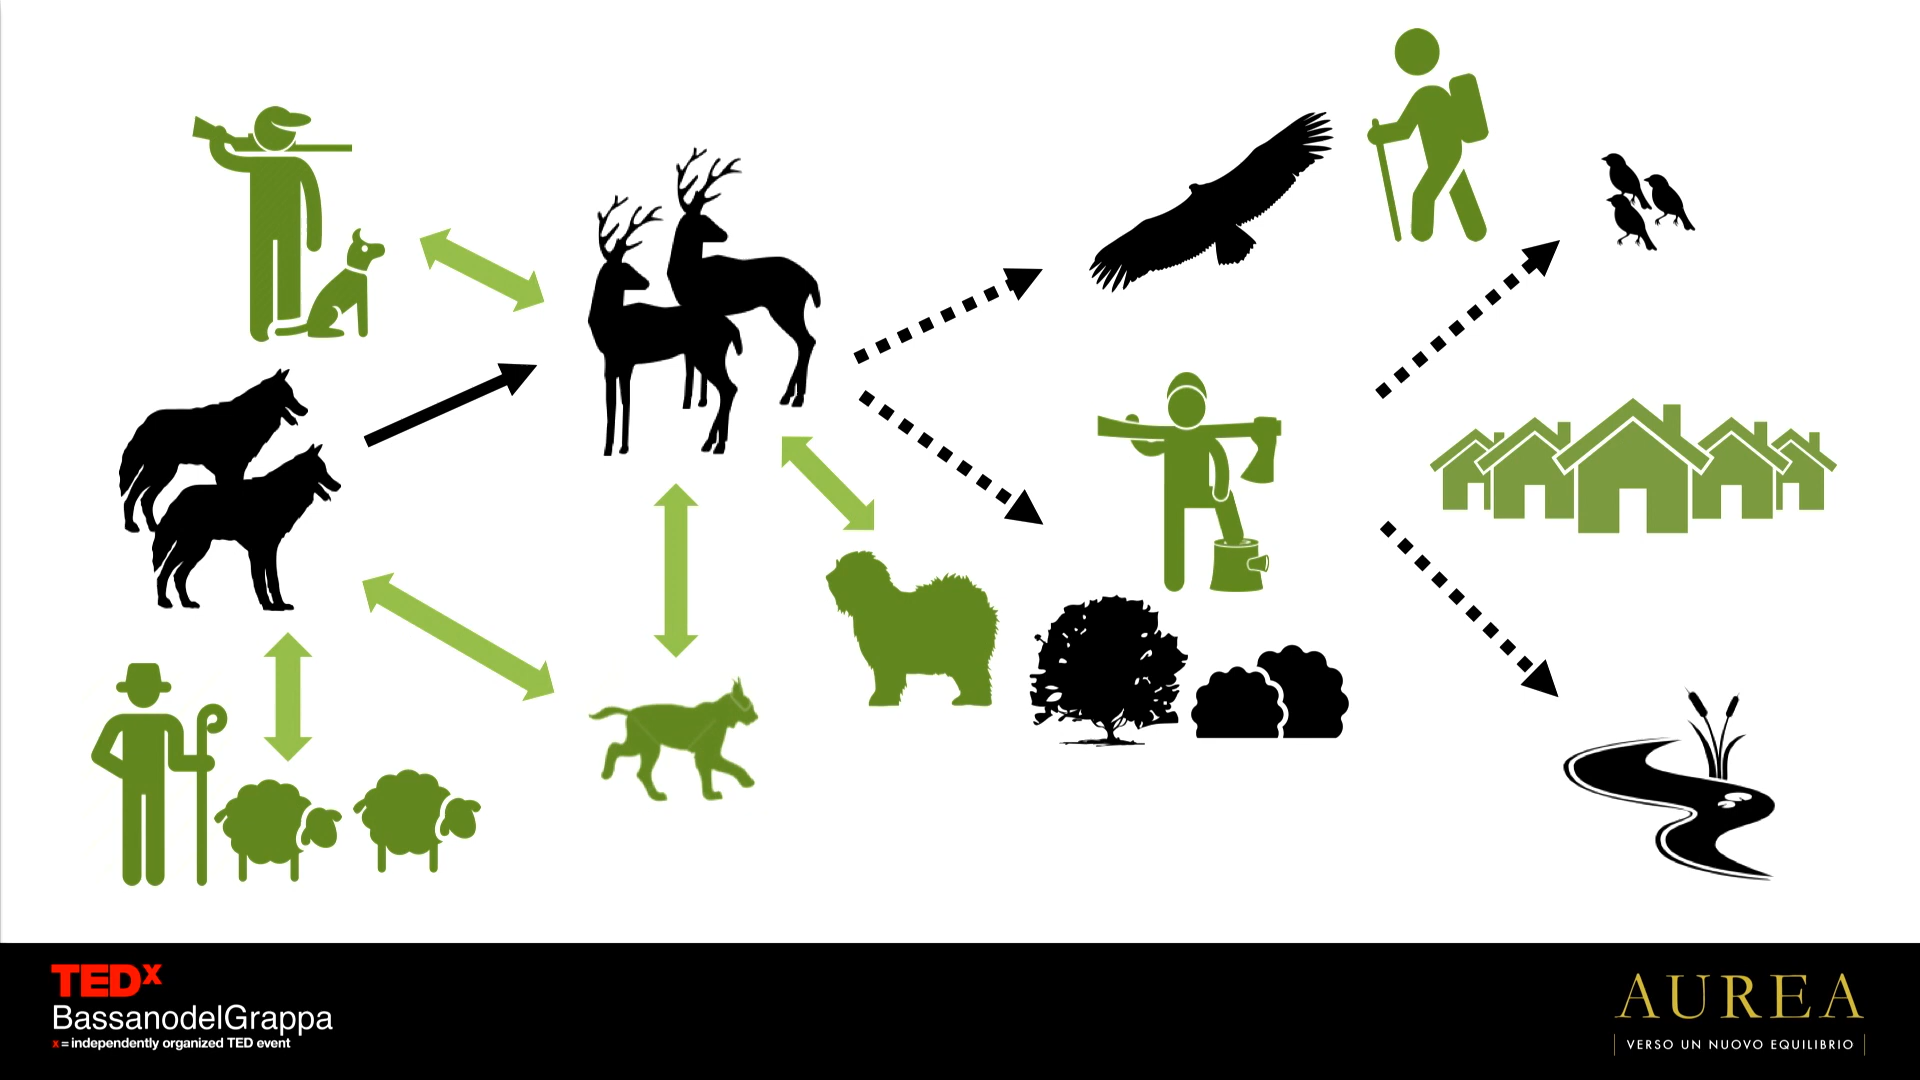 TEDx
BassanodelGrappa
x = independently organized TED event
AUREA
VERSO UN NUOVO EQUILIBRIO